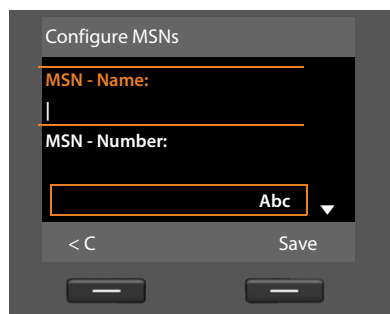 Configure MSNs
MSN - Name:
MSN - Number:
Abc
< C Save